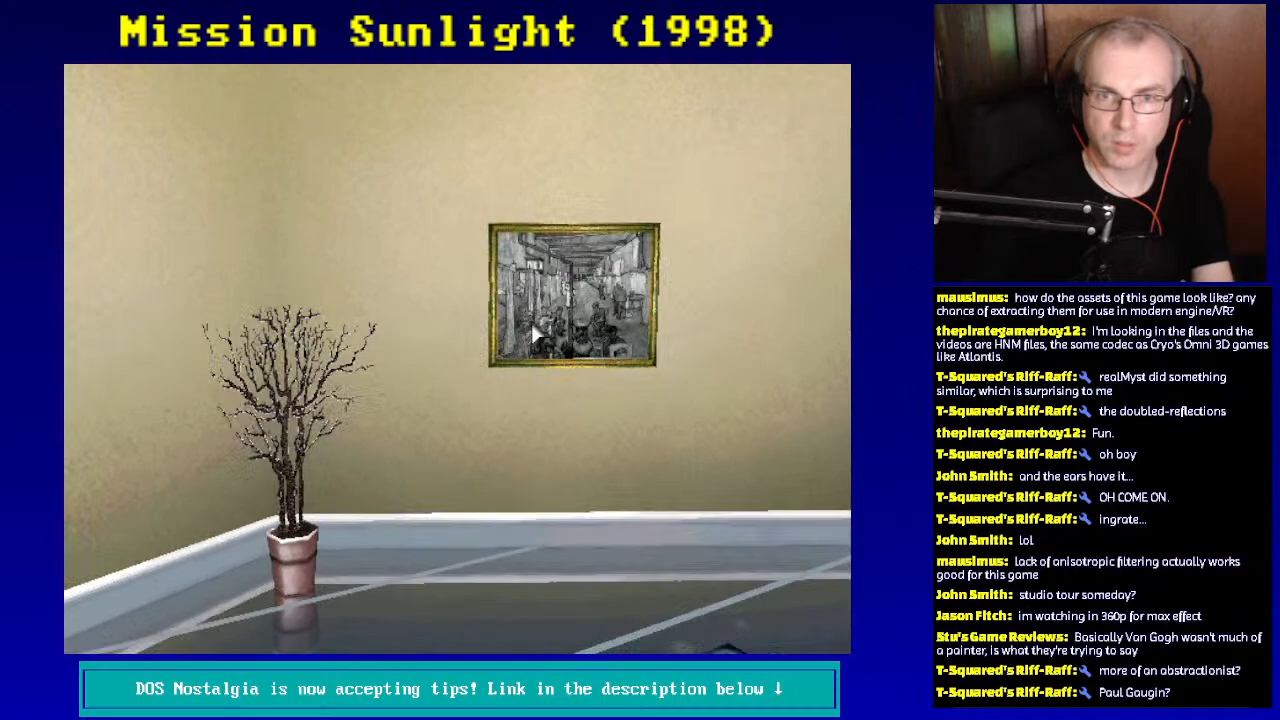 Mission Sunlight (1998)
mausimus: how do the assets of this game look like? any
chance of extracting them for use in modern engine/VR?
thepirategamerboy12: I'm looking in the files and the
videos are HNM files, the same codec as Cryo's Omni 3D games
like Atlantis.
T-Squared's Riff-Raff: realMyst did something
similar, which is surprising to me
T-Squared's Riff-Raff: the doubled-reflections
thepirategamerboy12: Fun.
T-Squared's Riff-Raff: oh boy
John Smith: and the ears have it...
T-Squared's Riff-Raff: OH COME ON.
T-Squared's Riff-Raff: ingrate...
John Smith: lol
mausimus: lack of anisotropic filtering actually works
good for this game
John Smith: studio tour someday?
Jason Fitch: im watching in 360p for max effect
Stu's Game Reviews: Basically Van Gogh wasn't much of
a painter, is what they're trying to say
T-Squared's Riff-Raff: more of an abstractionist?
T-Squared's Riff-Raff: Paul Gaugin?
DOS Nostalgia is now accepting tips! Link in the description below ↓